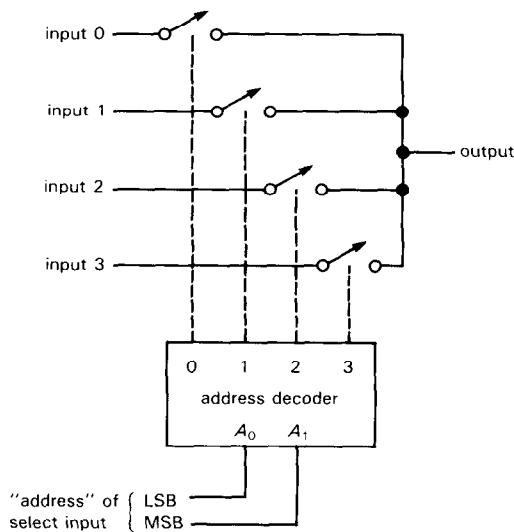 input 0
input 1
output
input 2
input 3
0 1 2 3
address decoder
A₀ A₁
"address" of { LSB
select input { MSB